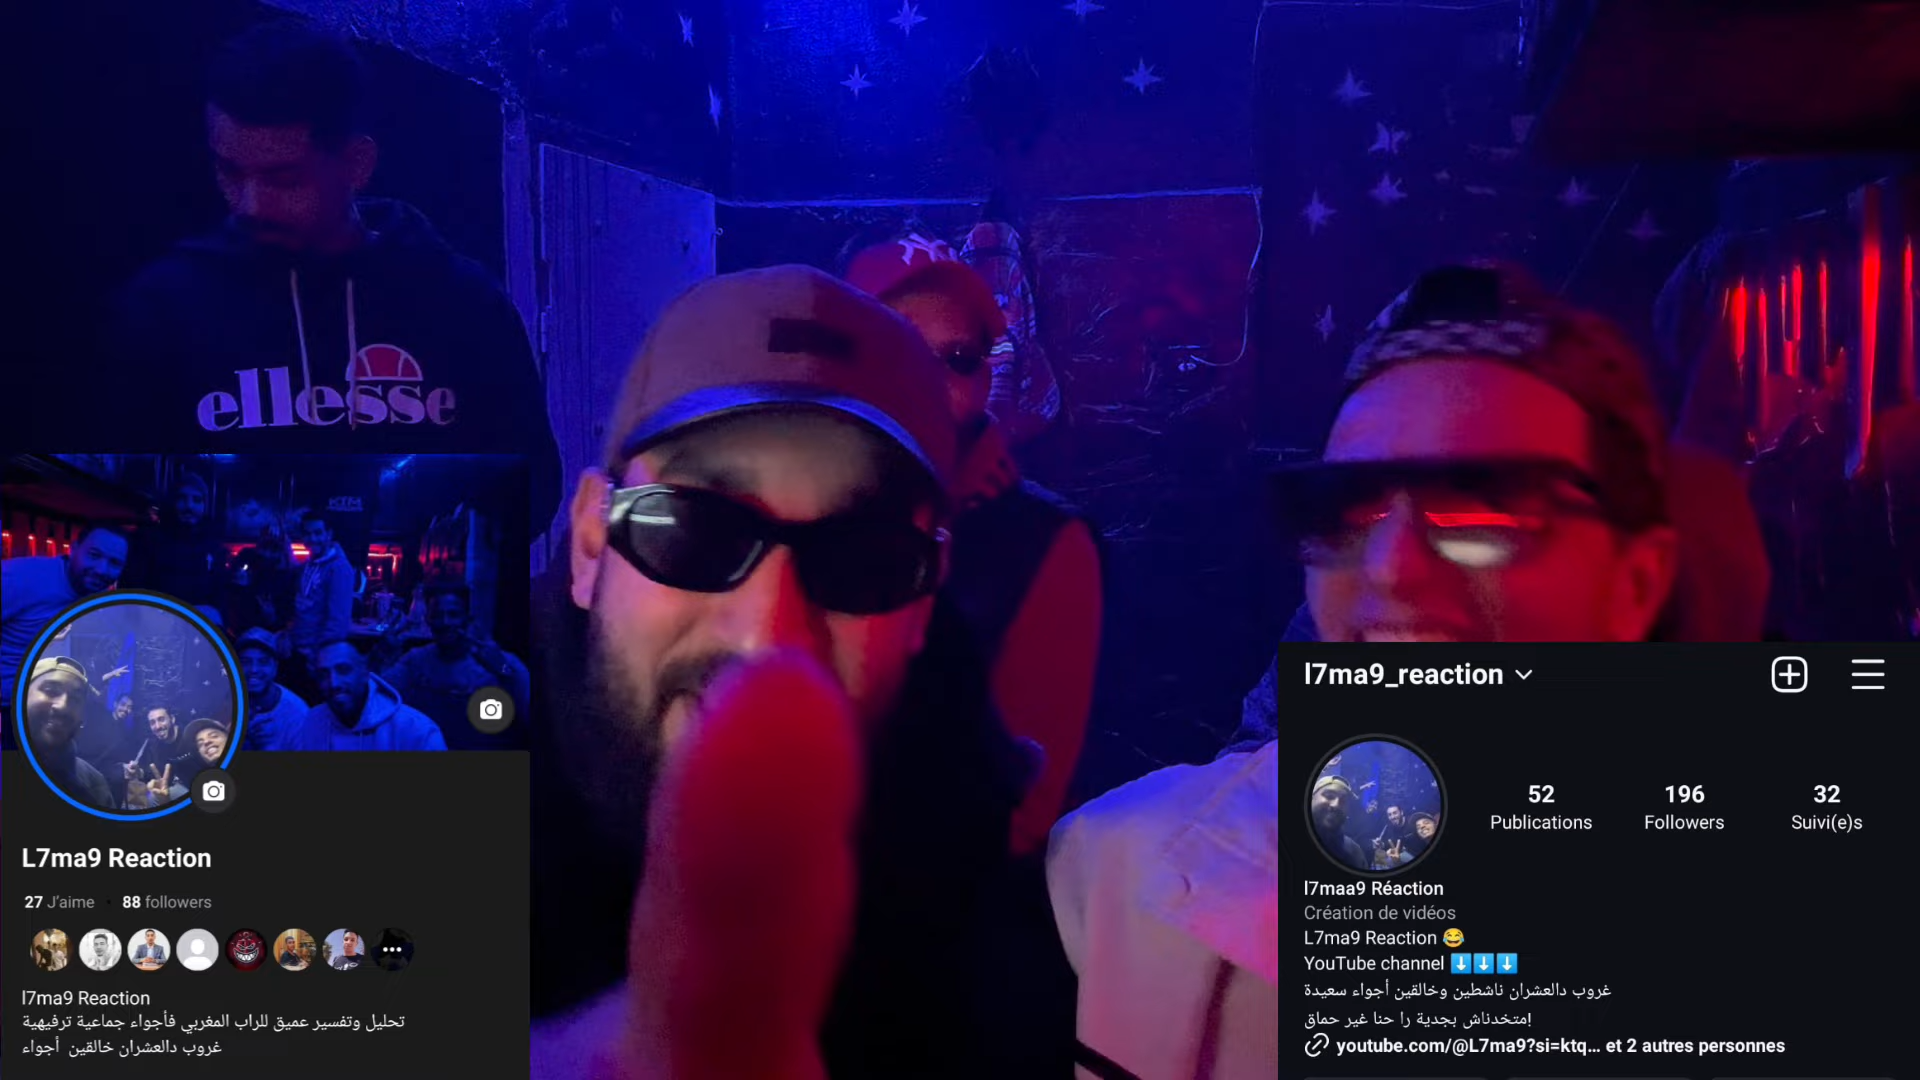 ellesse
KTM
L7ma9 Reaction
27 J'aime · 88 followers
l7ma9 Reaction
تحليل وتفسير عميق للراب المغربي فأجواء جماعية ترفيهية
غروب دالعشران خالقين أجواء
l7ma9_reaction
52 196 32
Publications Followers Suivi(e)s
l7maa9 Réaction
Création de vidéos
L7ma9 Reaction 😂
YouTube channel ⬇️⬇️⬇️
غروب دالعشران ناشطين وخالقين أجواء سعيدة
!متخدناش بجدية را حنا غير حماق
youtube.com/@L7ma9?si=ktq... et 2 autres personnes